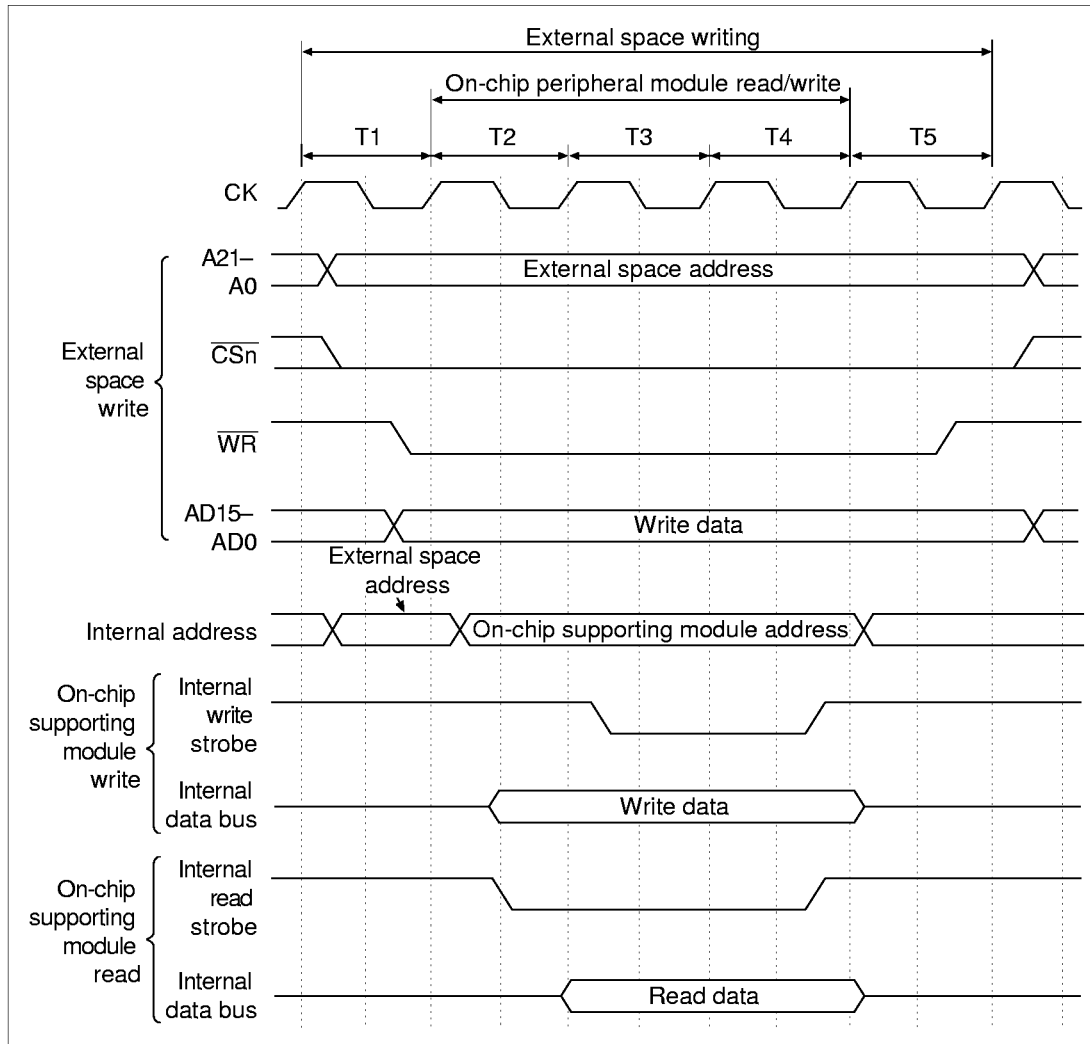 External space writing
On-chip peripheral module read/write
T1 T2 T3 T4 T5
CK
A21–
A0
External space address
External
space
write
CSn
WR
AD15–
AD0
Write data
External space
address
Internal address
On-chip supporting module address
On-chip
supporting
module
write
Internal
write
strobe
Internal
data bus
Write data
On-chip
supporting
module
read
Internal
read
strobe
Internal
data bus
Read data